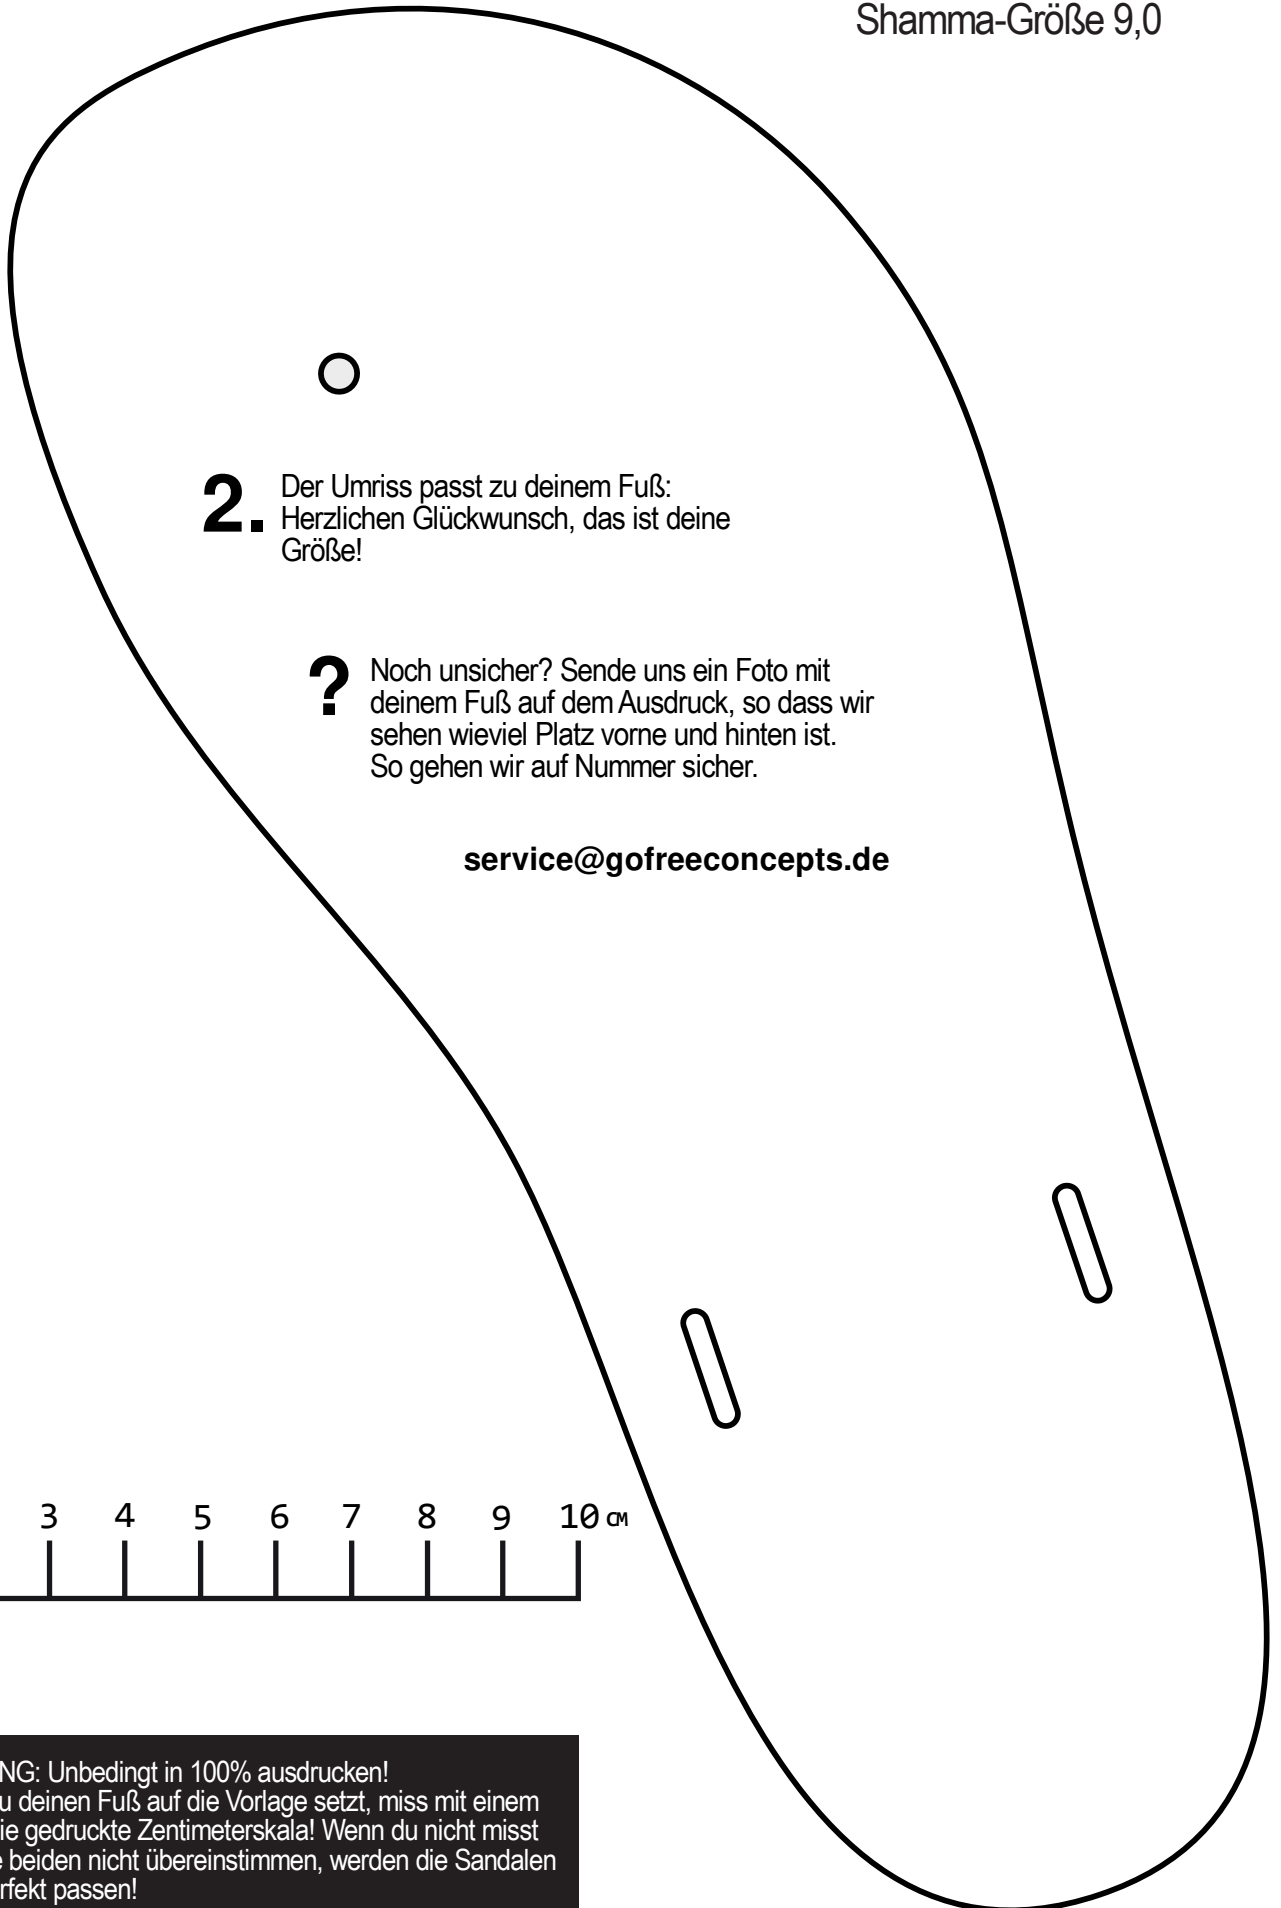 Shamma-Größe 9,0
2. Der Umriss passt zu deinem Fuß:
Herzlichen Glückwunsch, das ist deine
Größe!
? Noch unsicher? Sende uns ein Foto mit
deinem Fuß auf dem Ausdruck, so dass wir
sehen wieviel Platz vorne und hinten ist.
So gehen wir auf Nummer sicher.
service@gofreeconcepts.de
3 4 5 6 7 8 9 10 CM
NG: Unbedingt in 100% ausdrucken!
u deinen Fuß auf die Vorlage setzt, miss mit einem
ie gedruckte Zentimeterskala! Wenn du nicht misst
e beiden nicht übereinstimmen, werden die Sandalen
rfekt passen!